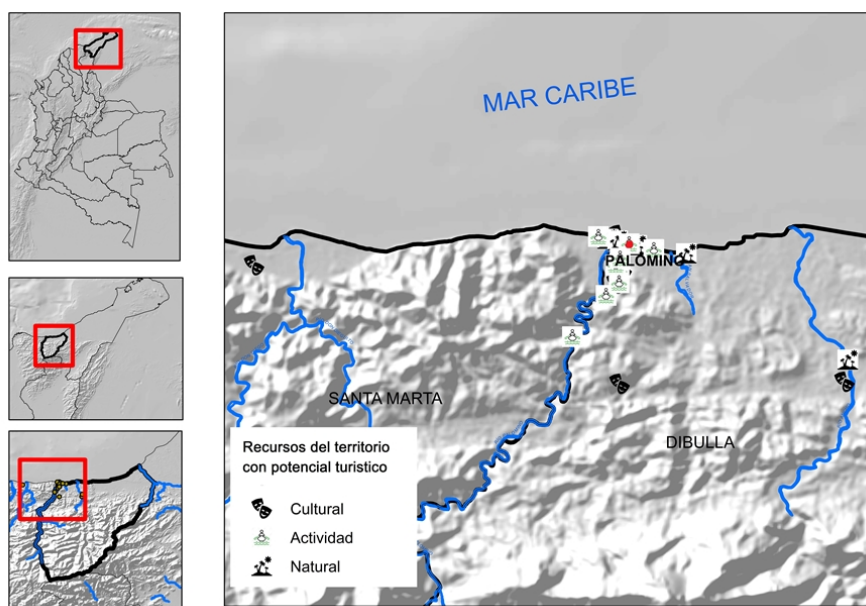 MAR CARIBE
PALOMINO
SANTA MARTA
DIBULLA
Recursos del territorio
con potencial turistico
Cultural
Actividad
Natural